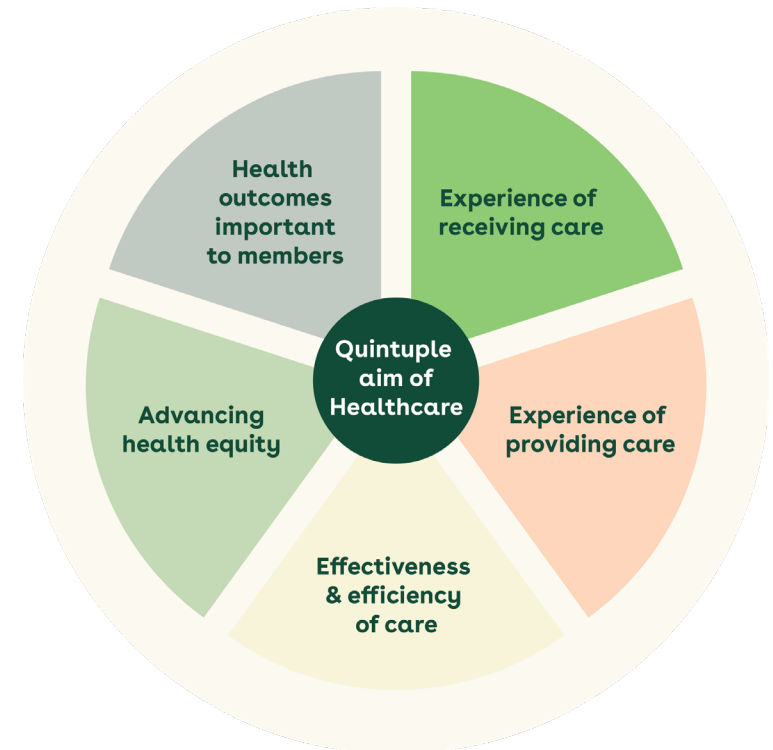 Health
outcomes
important
to members
Experience of
receiving care
Quintuple
aim of
Healthcare
Advancing
health equity
Experience of
providing care
Effectiveness
& efficiency
of care